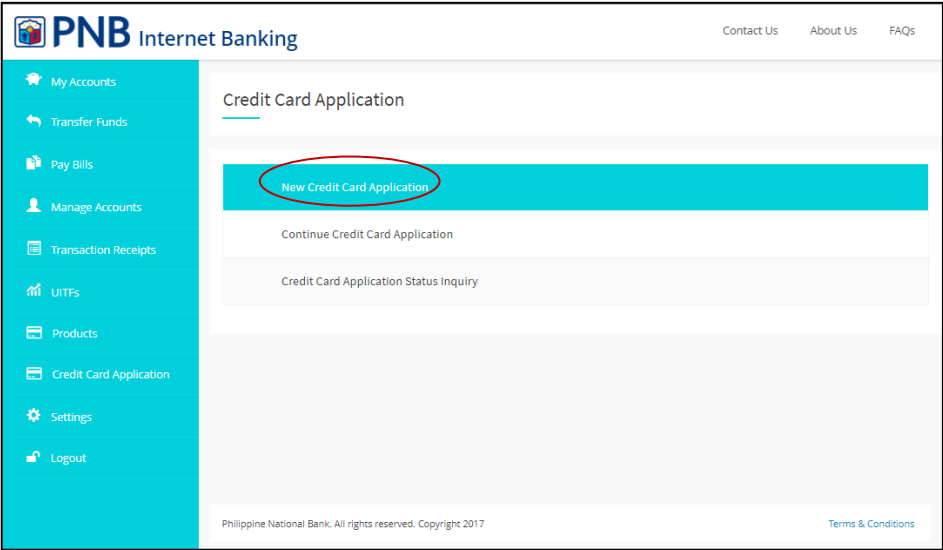 PNB Internet Banking
Contact Us About Us FAQs
My Accounts
Transfer Funds
Pay Bills
Manage Accounts
Transaction Receipts
UITFs
Products
Credit Card Application
Settings
Logout
Credit Card Application
New Credit Card Application
Continue Credit Card Application
Credit Card Application Status Inquiry
Philippine National Bank. All rights reserved. Copyright 2017 Terms & Conditions